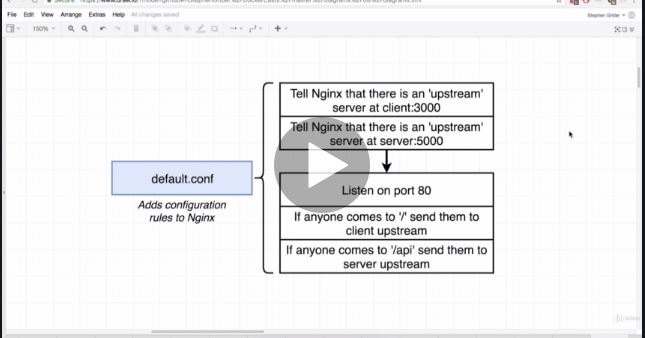 Stephen Grider
File Edit View Arrange Extras Help All changes saved
150%
Tell Nginx that there is an 'upstream'
server at client:3000
Tell Nginx that there is an 'upstream'
server at server:5000
default.conf
Adds configuration
rules to Nginx
Listen on port 80
If anyone comes to '/' send them to
client upstream
If anyone comes to '/api' send them to
server upstream